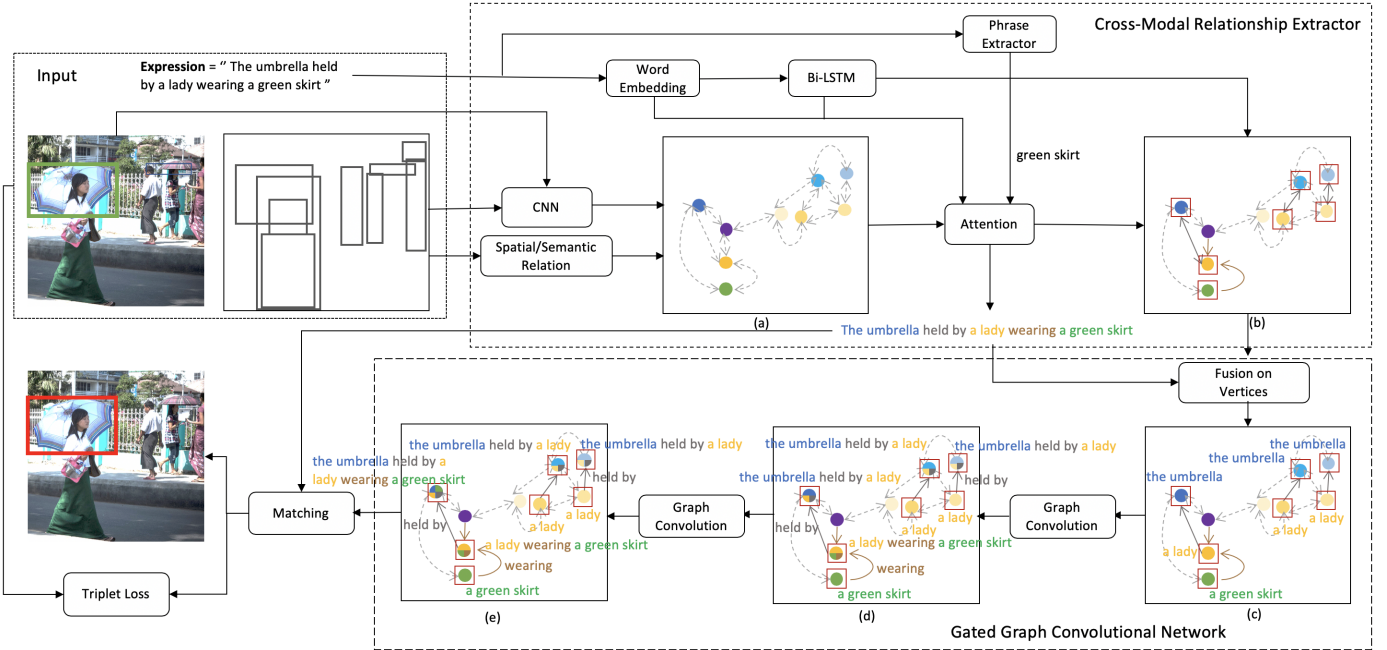 Cross-Modal Relationship Extractor
Phrase
Extractor
Input
Expression = “ The umbrella held
by a lady wearing a green skirt ”
Word
Embedding
Bi-LSTM
green skirt
CNN
Attention
Spatial/Semantic
Relation
(a)
(b)
The umbrella held by a lady wearing a green skirt
Fusion on
Vertices
the umbrella held by a lady
the umbrella held by a lady
the umbrella held by a
lady wearing a green skirt
held by
held by
a lady
a lady
a lady wearing a green skirt
wearing
a green skirt
(e)
Graph
Convolution
the umbrella held by a lady
the umbrella held by a lady
the umbrella held by a lady
held by
held by
a lady
a lady
a lady wearing a green skirt
wearing
a green skirt
(d)
Graph
Convolution
the umbrella
the umbrella
the umbrella
a lady
a lady
a lady
a green skirt
(c)
Matching
Triplet Loss
Gated Graph Convolutional Network